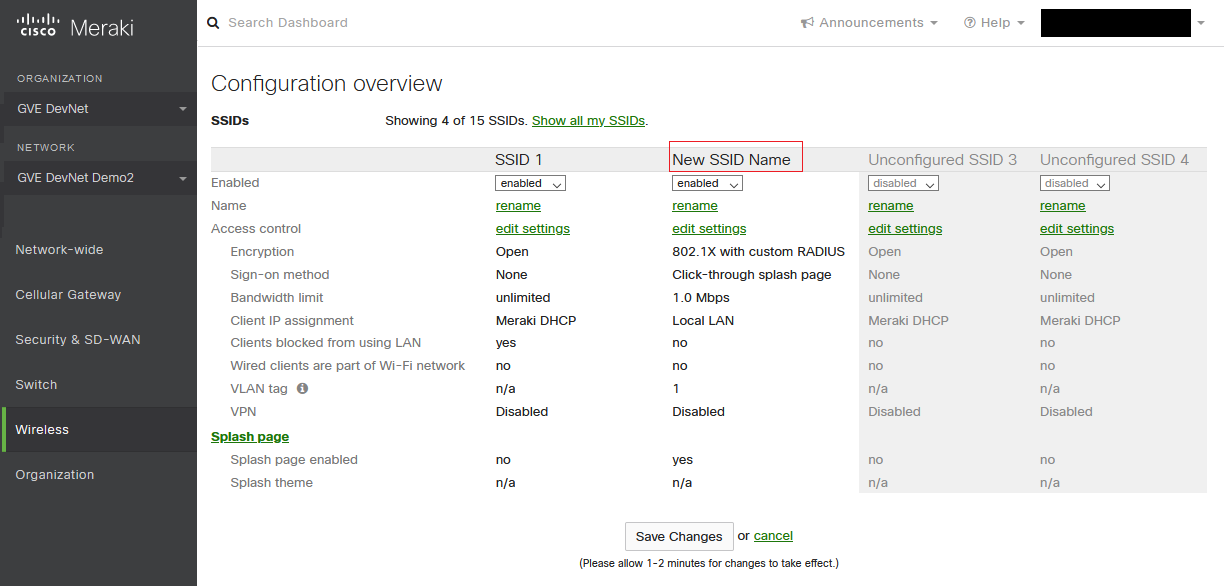 cisco Meraki
Search Dashboard
Announcements
Help
ORGANIZATION
GVE DevNet
NETWORK
GVE DevNet Demo2
Network-wide
Cellular Gateway
Security & SD-WAN
Switch
Wireless
Organization
Configuration overview
SSIDs Showing 4 of 15 SSIDs. Show all my SSIDs.
SSID 1 New SSID Name Unconfigured SSID 3 Unconfigured SSID 4
Enabled enabled enabled disabled disabled
Name rename rename rename rename
Access control edit settings edit settings edit settings edit settings
Encryption Open 802.1X with custom RADIUS Open Open
Sign-on method None Click-through splash page None None
Bandwidth limit unlimited 1.0 Mbps unlimited unlimited
Client IP assignment Meraki DHCP Local LAN Meraki DHCP Meraki DHCP
Clients blocked from using LAN yes no no no
Wired clients are part of Wi-Fi network no no no no
VLAN tag n/a 1 n/a n/a
VPN Disabled Disabled Disabled Disabled
Splash page
Splash page enabled no yes no no
Splash theme n/a n/a n/a n/a
Save Changes or cancel
(Please allow 1-2 minutes for changes to take effect.)